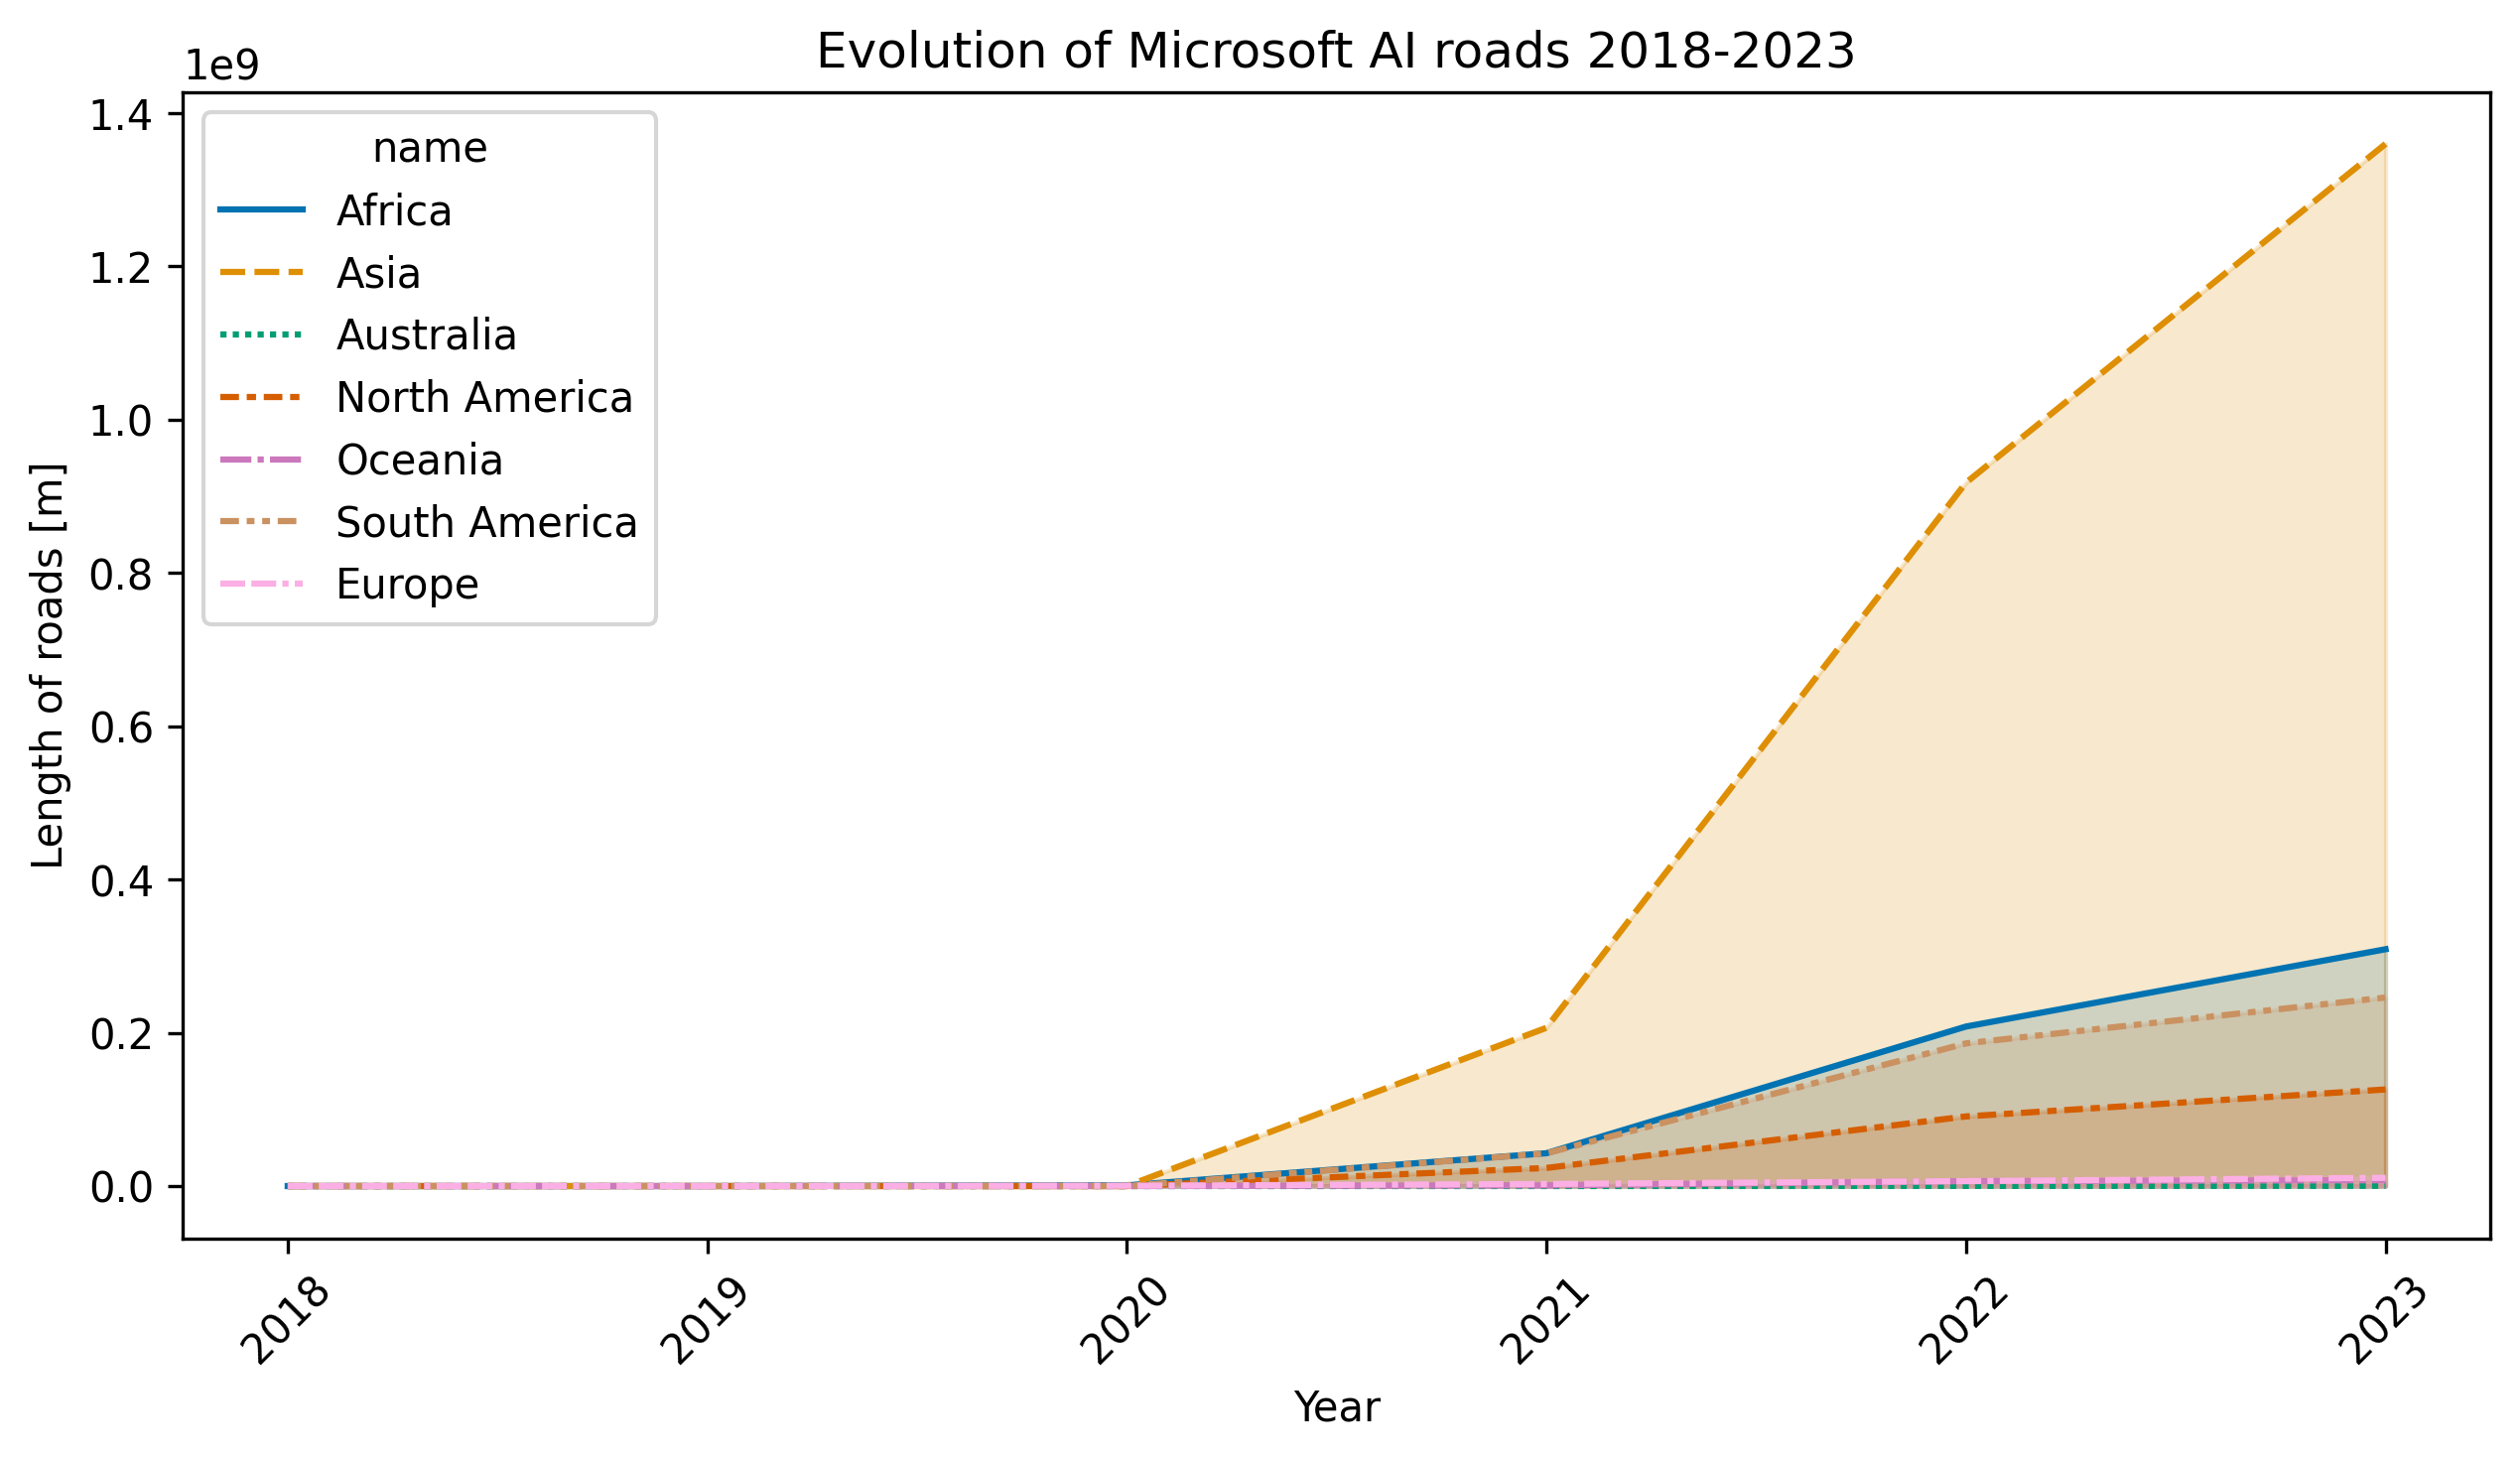 Evolution of Microsoft AI roads 2018-2023
1e9
1.4
1.2
1.0
0.8
0.6
0.4
0.2
0.0
Length of roads [m]
name
Africa
Asia
Australia
North America
Oceania
South America
Europe
2018
2019
2020
2021
2022
2023
Year